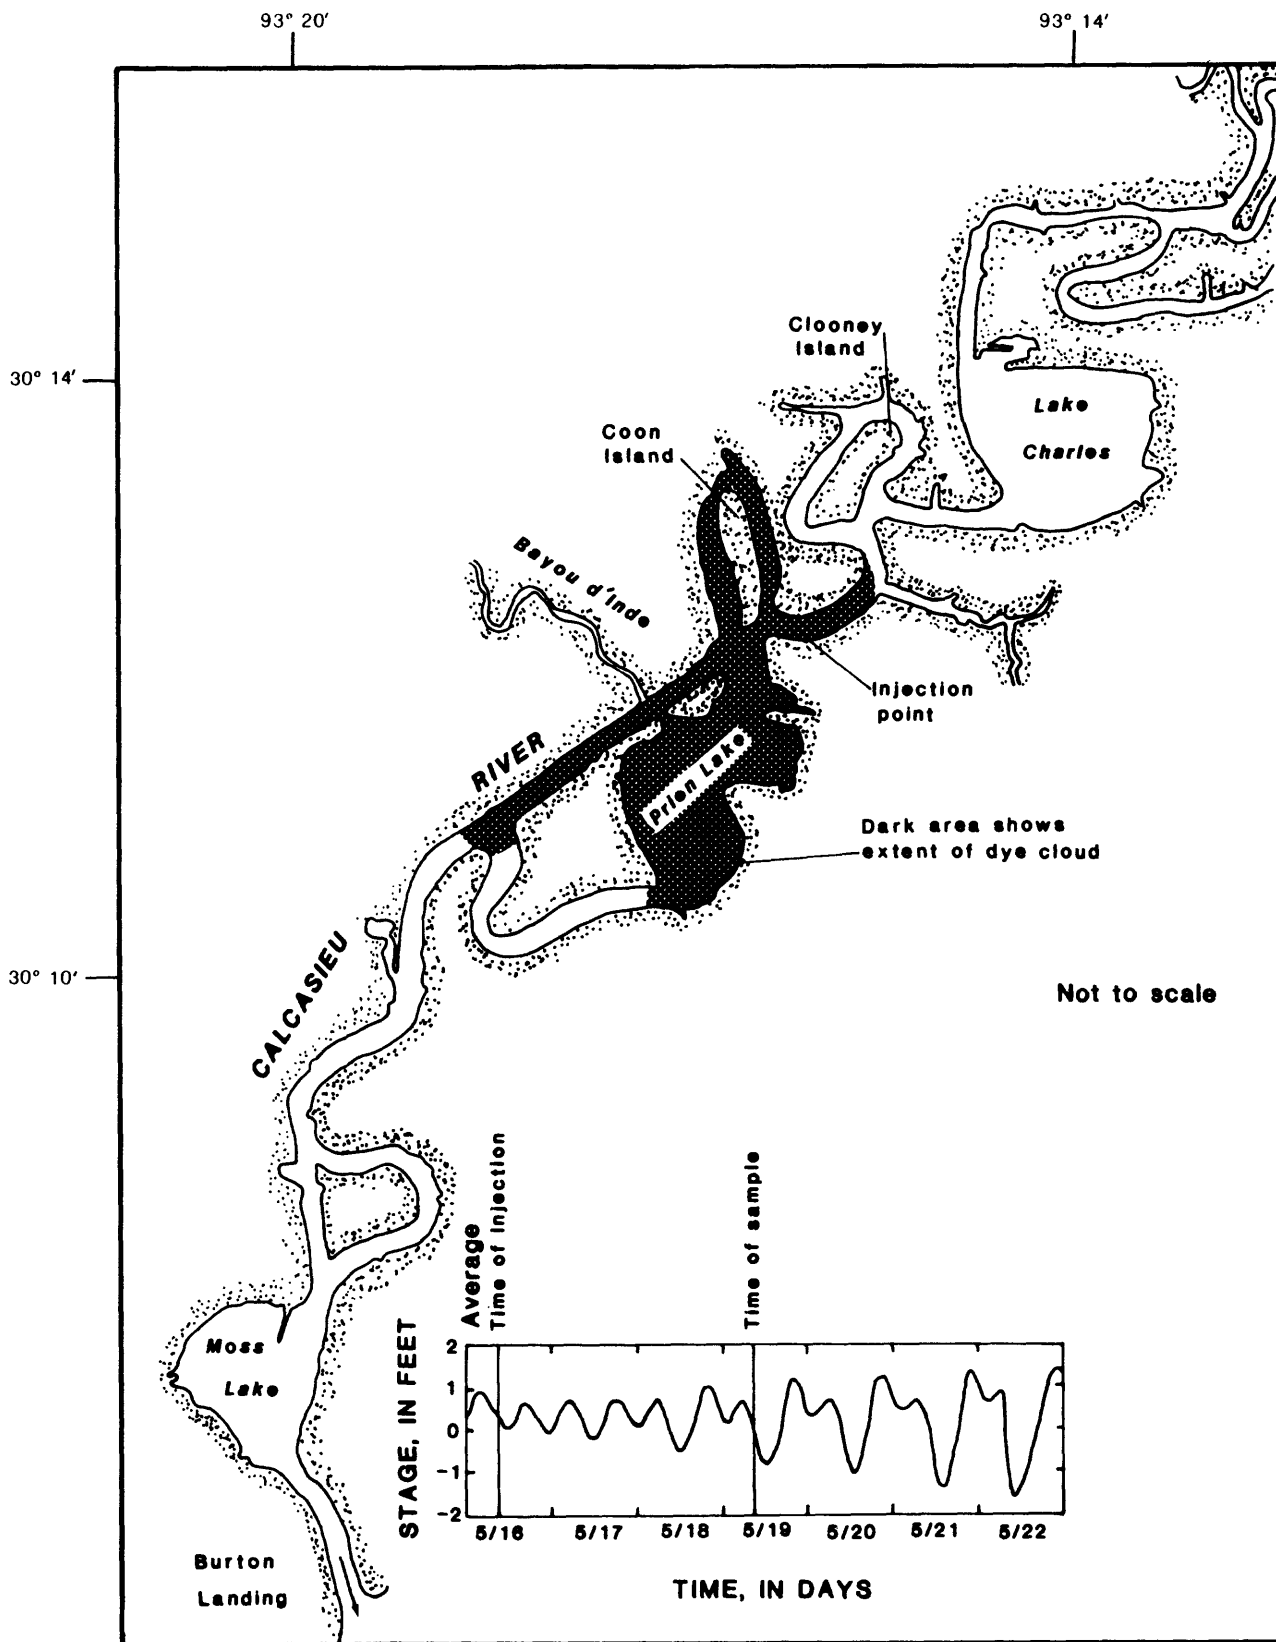 93° 20'
93° 14'
Clooney
Island
30° 14'
Lake
Charles
Coon
Island
Bayou d'Inde
Injection
point
RIVER
Prien Lake
Dark area shows
extent of dye cloud
CALCASIEU
30° 10'
Not to scale
Average
Time of Injection
Time of sample
Moss
Lake
STAGE, IN FEET
2
1
0
-1
-2
5/16 5/17 5/18 5/19 5/20 5/21 5/22
Burton
Landing
TIME, IN DAYS